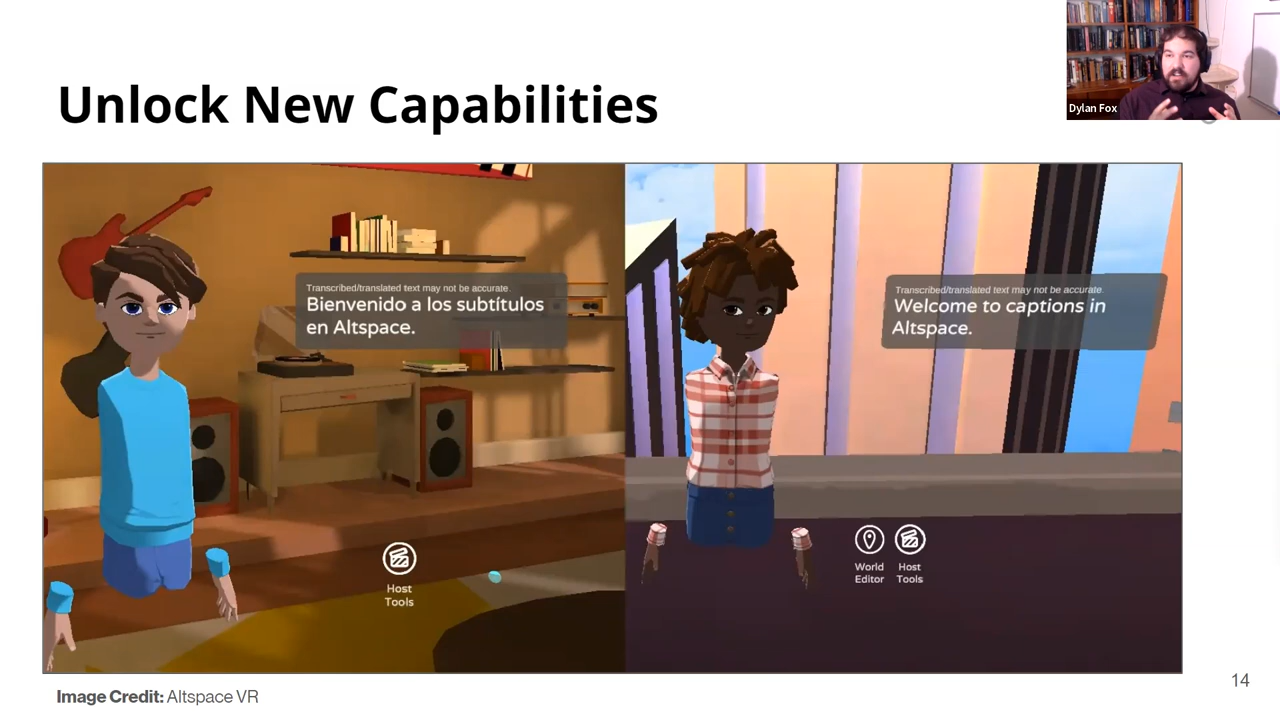 Dylan Fox
Unlock New Capabilities
Transcribed/translated text may not be accurate.
Bienvenido a los subtítulos
en Altspace.
Host
Tools
Transcribed/translated text may not be accurate.
Welcome to captions in
Altspace.
World
Editor
Host
Tools
Image Credit: Altspace VR
14